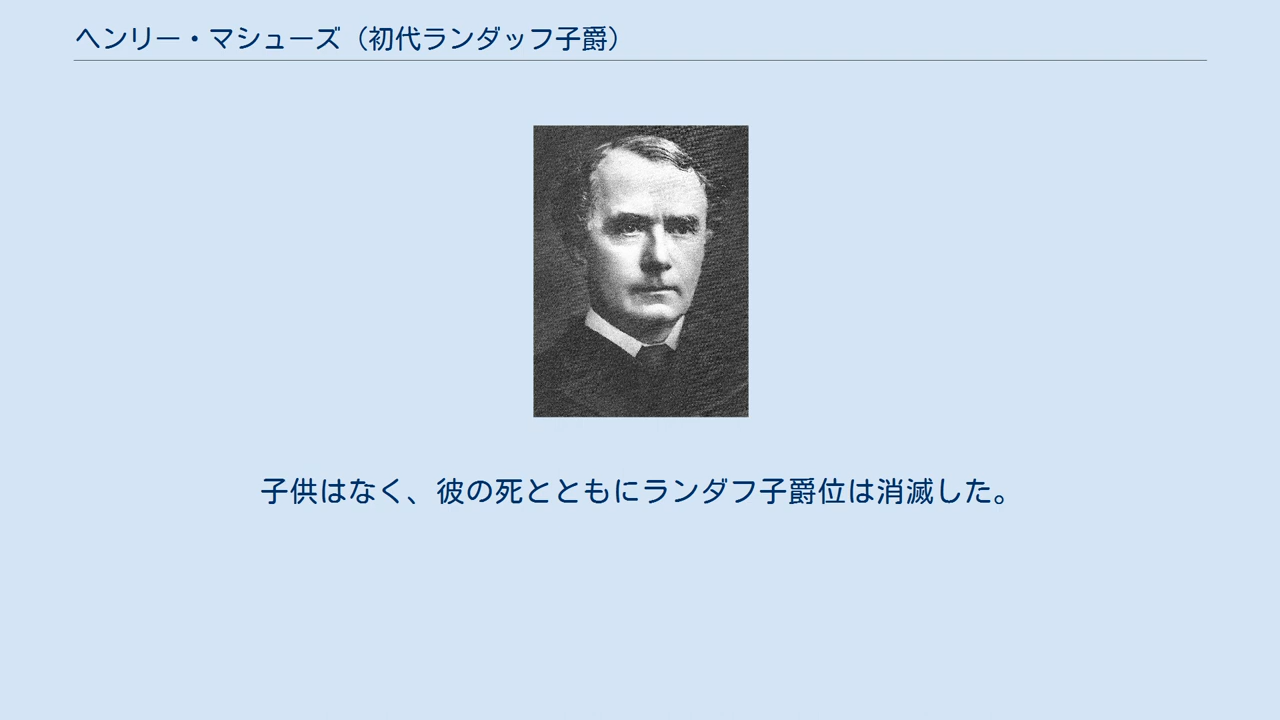 ヘンリー・マシューズ（初代ランダッフ子爵）
子供はなく、彼の死とともにランダフ子爵位は消滅した。